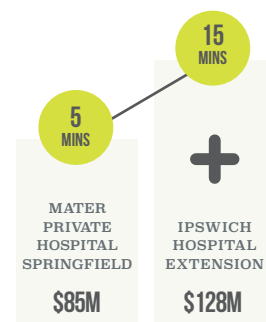 15
MINS
5
MINS
MATER
PRIVATE
HOSPITAL
SPRINGFIELD
$85M
+
IPSWICH
HOSPITAL
EXTENSION
$128M